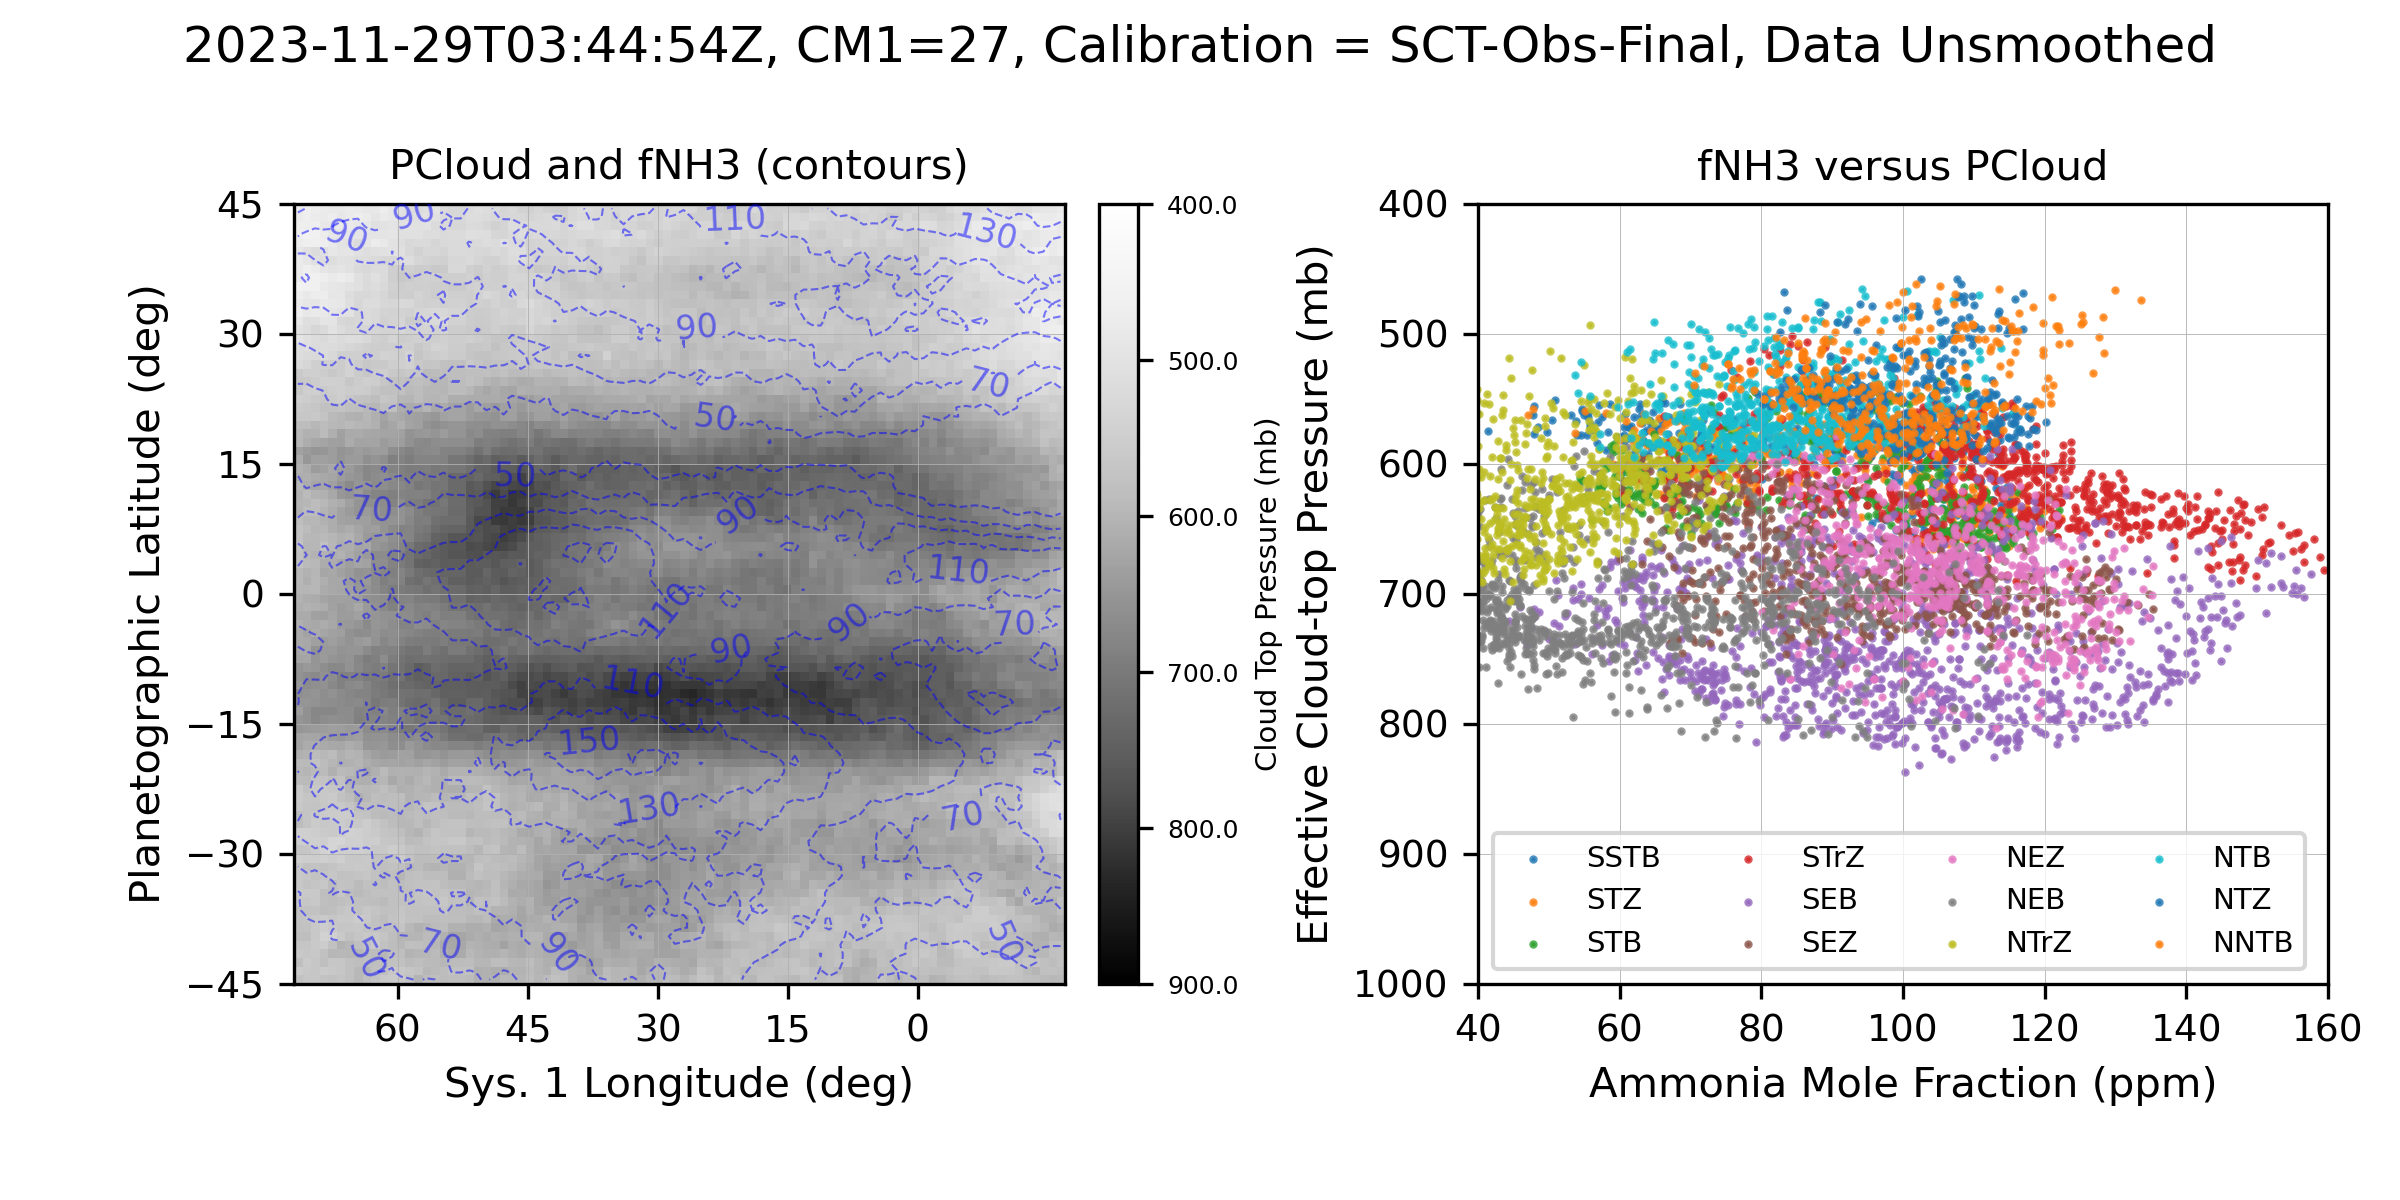 2023-11-29T03:44:54Z, CM1=27, Calibration = SCT-Obs-Final, Data Unsmoothed
PCloud and fNH3 (contours)
Planetographic Latitude (deg)
45
30
15
0
−15
−30
−45
90
90
110
130
90
70
50
50
70
90
110
110
90
70
90
110
150
130
70
50
70
90
50
60
45
30
15
0
Sys. 1 Longitude (deg)
400.0
500.0
600.0
700.0
800.0
900.0
Cloud Top Pressure (mb)
fNH3 versus PCloud
Effective Cloud-top Pressure (mb)
400
500
600
700
800
900
1000
SSTB
STZ
STB
STrZ
SEB
SEZ
NEZ
NEB
NTrZ
NTB
NTZ
NNTB
40
60
80
100
120
140
160
Ammonia Mole Fraction (ppm)